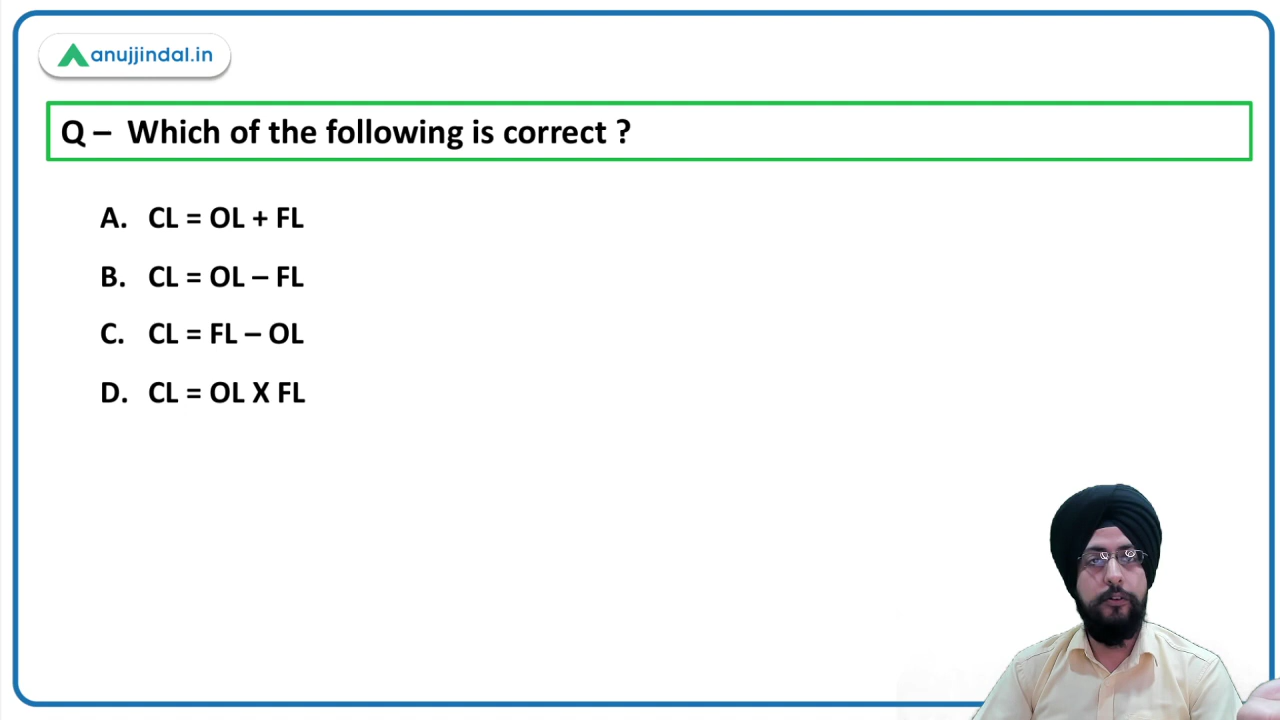 anujjindal.in
Q – Which of the following is correct ?
A. CL = OL + FL
B. CL = OL – FL
C. CL = FL – OL
D. CL = OL X FL